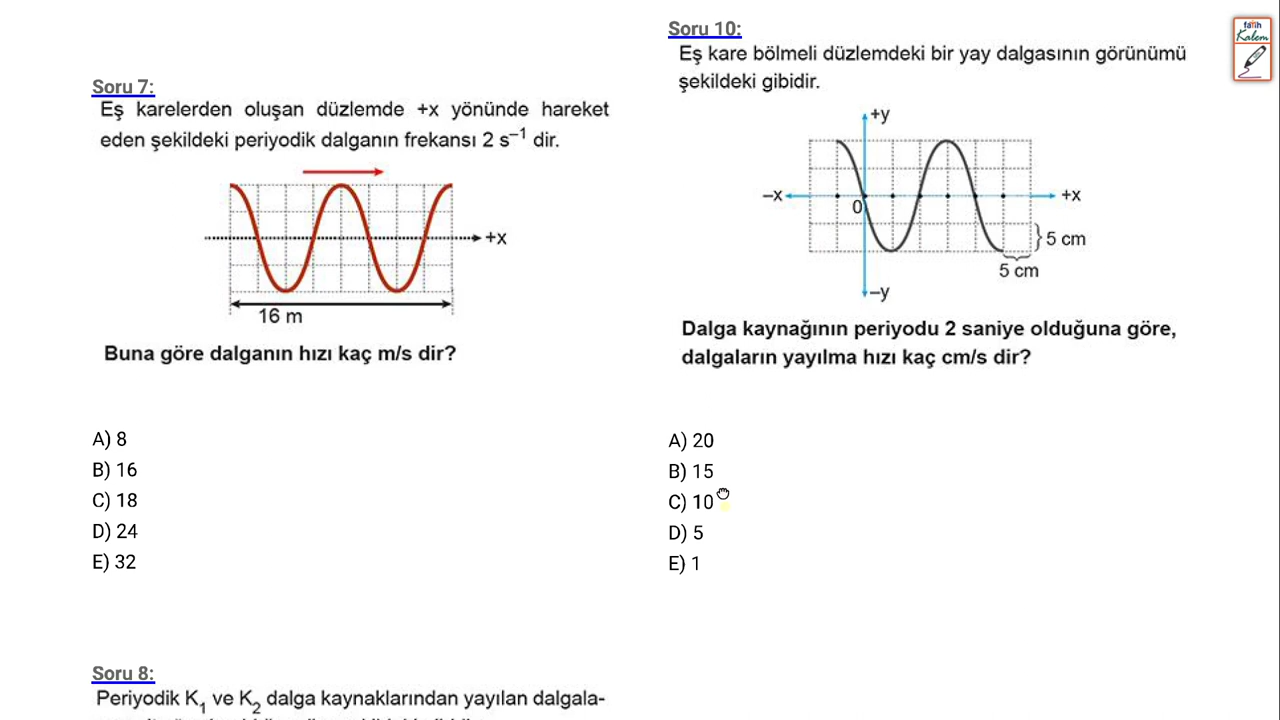 Soru 7:
Eş karelerden oluşan düzlemde +x yönünde hareket
eden şekildeki periyodik dalganın frekansı 2 s⁻¹ dir.
+x
16 m
Buna göre dalganın hızı kaç m/s dir?
A) 8
B) 16
C) 18
D) 24
E) 32
Soru 8:
Periyodik K₁ ve K₂ dalga kaynaklarından yayılan dalgala-
Soru 10:
Eş kare bölmeli düzlemdeki bir yay dalgasının görünümü
şekildeki gibidir.
+y
–x
0
+x
5 cm
5 cm
–y
Dalga kaynağının periyodu 2 saniye olduğuna göre,
dalgaların yayılma hızı kaç cm/s dir?
A) 20
B) 15
C) 10
D) 5
E) 1
fatih
Kalem